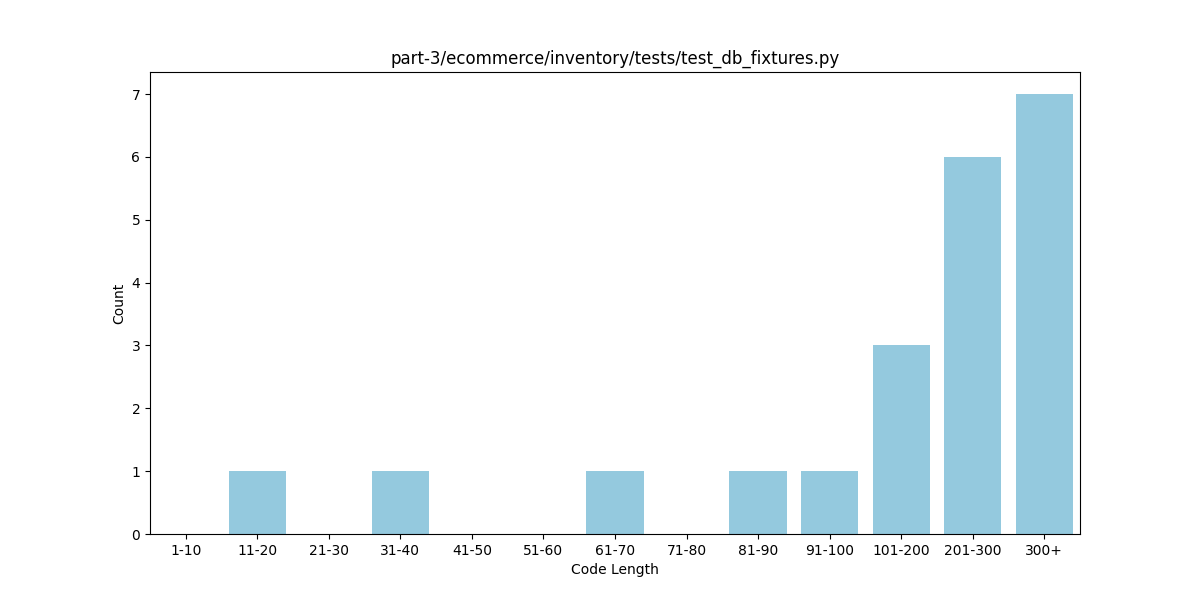 part-3/ecommerce/inventory/tests/test_db_fixtures.py
7
6
5
4
3
2
1
0
Count
1-10 11-20 21-30 31-40 41-50 51-60 61-70 71-80 81-90 91-100 101-200 201-300 300+
Code Length